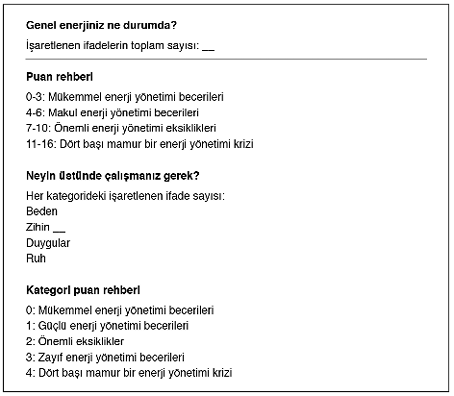 Genel enerjiniz ne durumda?
İşaretlenen ifadelerin toplam sayısı: __
Puan rehberi
0-3: Mükemmel enerji yönetimi becerileri
4-6: Makul enerji yönetimi becerileri
7-10: Önemli enerji yönetimi eksiklikleri
11-16: Dört başı mamur bir enerji yönetimi krizi
Neyin üstünde çalışmanız gerek?
Her kategorideki işaretlenen ifade sayısı:
Beden
Zihin __
Duygular
Ruh
Kategori puan rehberi
0: Mükemmel enerji yönetimi becerileri
1: Güçlü enerji yönetimi becerileri
2: Önemli eksiklikler
3: Zayıf enerji yönetimi becerileri
4: Dört başı mamur bir enerji yönetimi krizi